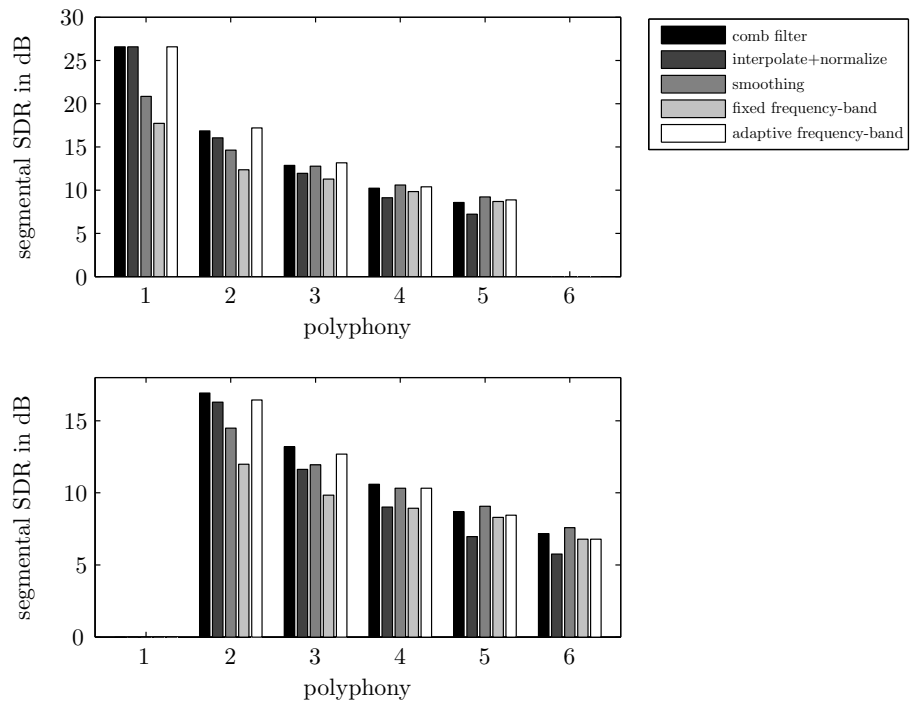 30
25
20
15
10
5
0
segmental SDR in dB
1 2 3 4 5 6
polyphony
comb filter
interpolate+normalize
smoothing
fixed frequency-band
adaptive frequency-band
15
10
5
0
segmental SDR in dB
1 2 3 4 5 6
polyphony